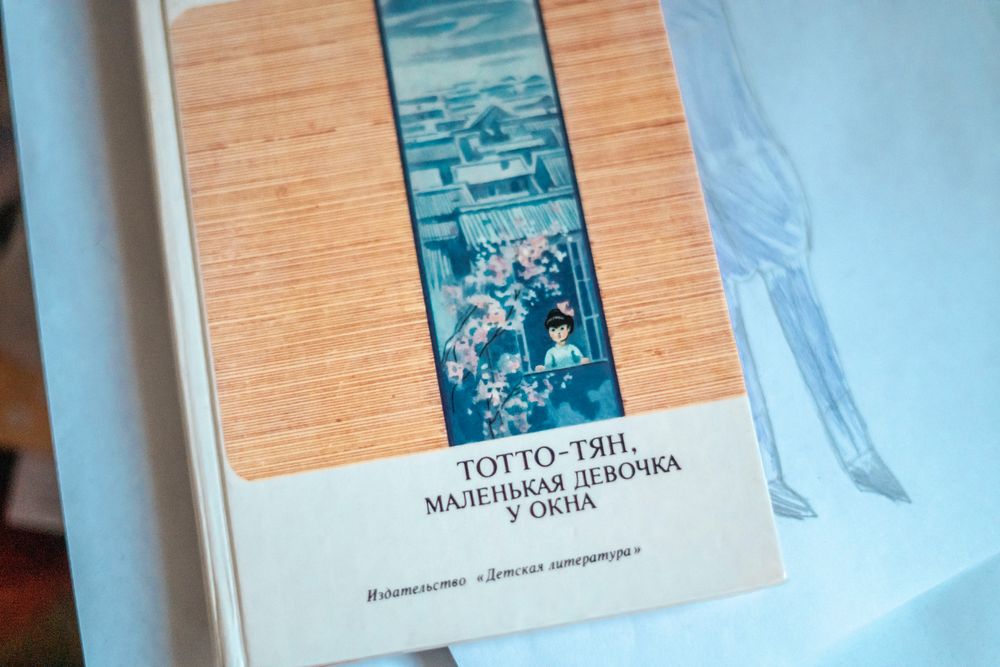 ТОТТО-ТЯН,
МАЛЕНЬКАЯ ДЕВОЧКА
У ОКНА
Издательство «Детская литература»